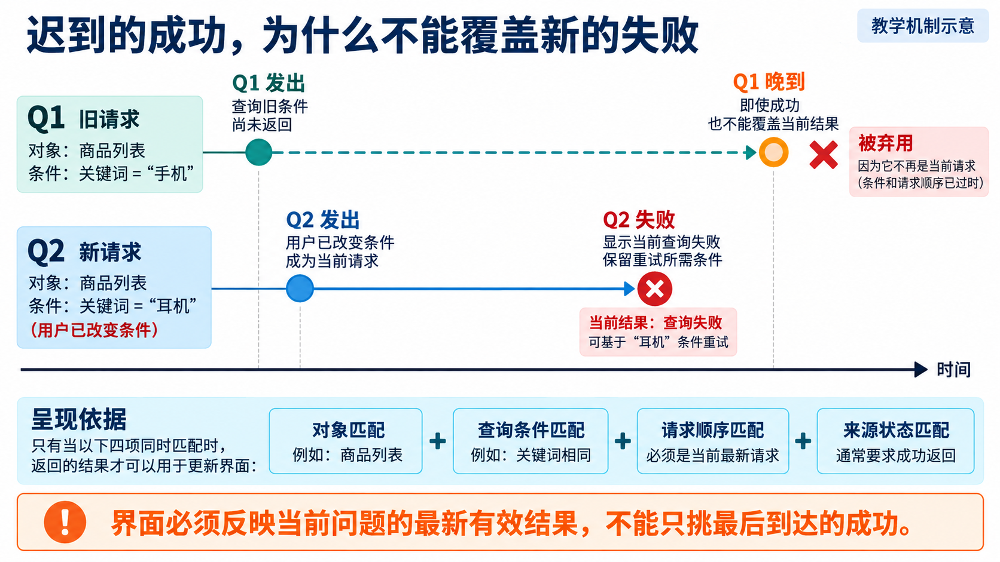 迟到的成功，为什么不能覆盖新的失败
教学机制示意
Q1 旧请求
对象：商品列表
条件：关键词 = “手机”
Q1 发出
查询旧条件
尚未返回
Q1 晚到
即使成功
也不能覆盖当前结果
被弃用
因为它不再是当前请求
（条件和请求顺序已过时）
Q2 新请求
对象：商品列表
条件：关键词 = “耳机”
（用户已改变条件）
Q2 发出
用户已改变条件
成为当前请求
Q2 失败
显示当前查询失败
保留重试所需条件
当前结果：查询失败
可基于“耳机”条件重试
时间
呈现依据
只有当以下四项同时匹配时，
返回的结果才可以用于更新界面：
对象匹配
例如：商品列表
+
查询条件匹配
例如：关键词相同
+
请求顺序匹配
必须是当前最新请求
+
来源状态匹配
通常要求成功返回
! 界面必须反映当前问题的最新有效结果，不能只挑最后到达的成功。